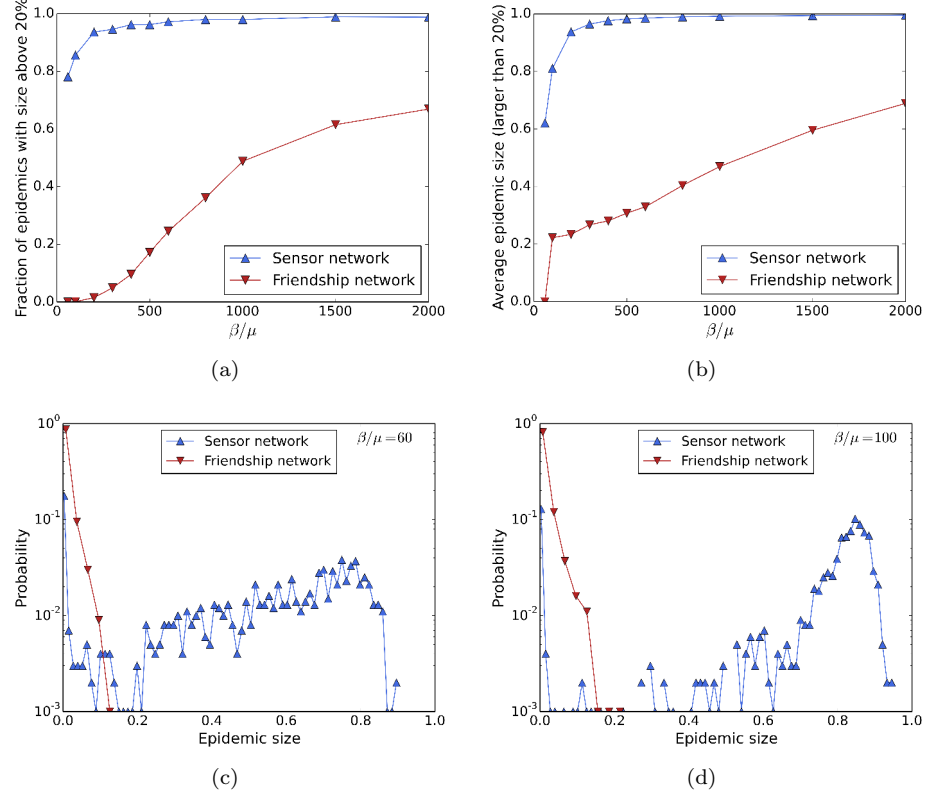 Fraction of epidemics with size above 20%
1.0
0.8
0.6
0.4
0.2
0.0
Sensor network
Friendship network
500
1000
1500
2000
β/μ
(a)
Average epidemic size (larger than 20%)
1.0
0.8
0.6
0.4
0.2
0.0
Sensor network
Friendship network
0
500
1000
1500
2000
β/μ
(b)
Probability
10^0
10^-1
10^-2
10^-3
Sensor network
Friendship network
β/μ=60
0.0
0.2
0.4
0.6
0.8
1.0
Epidemic size
(c)
Probability
10^0
10^-1
10^-2
10^-3
Sensor network
Friendship network
β/μ=100
0.0
0.2
0.4
0.6
0.8
1.0
Epidemic size
(d)